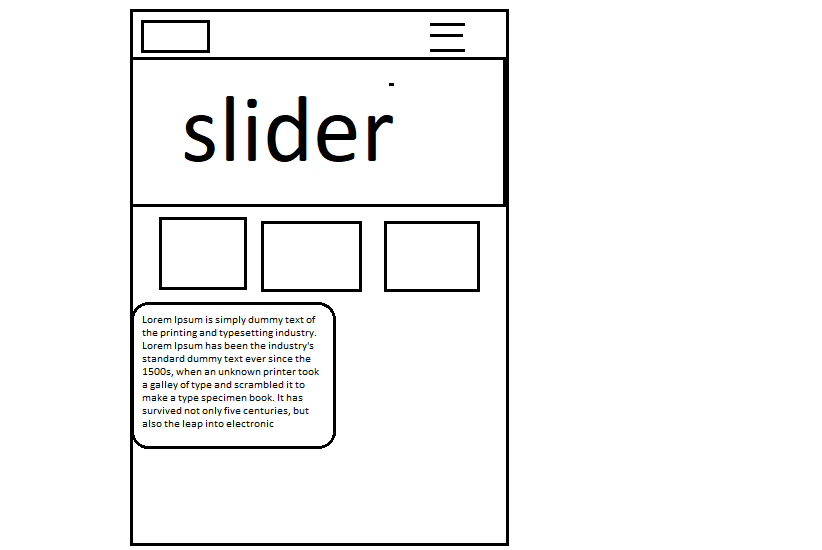 slider
Lorem Ipsum is simply dummy text of
the printing and typesetting industry.
Lorem Ipsum has been the industry's
standard dummy text ever since the
1500s, when an unknown printer took
a galley of type and scrambled it to
make a type specimen book. It has
survived not only five centuries, but
also the leap into electronic